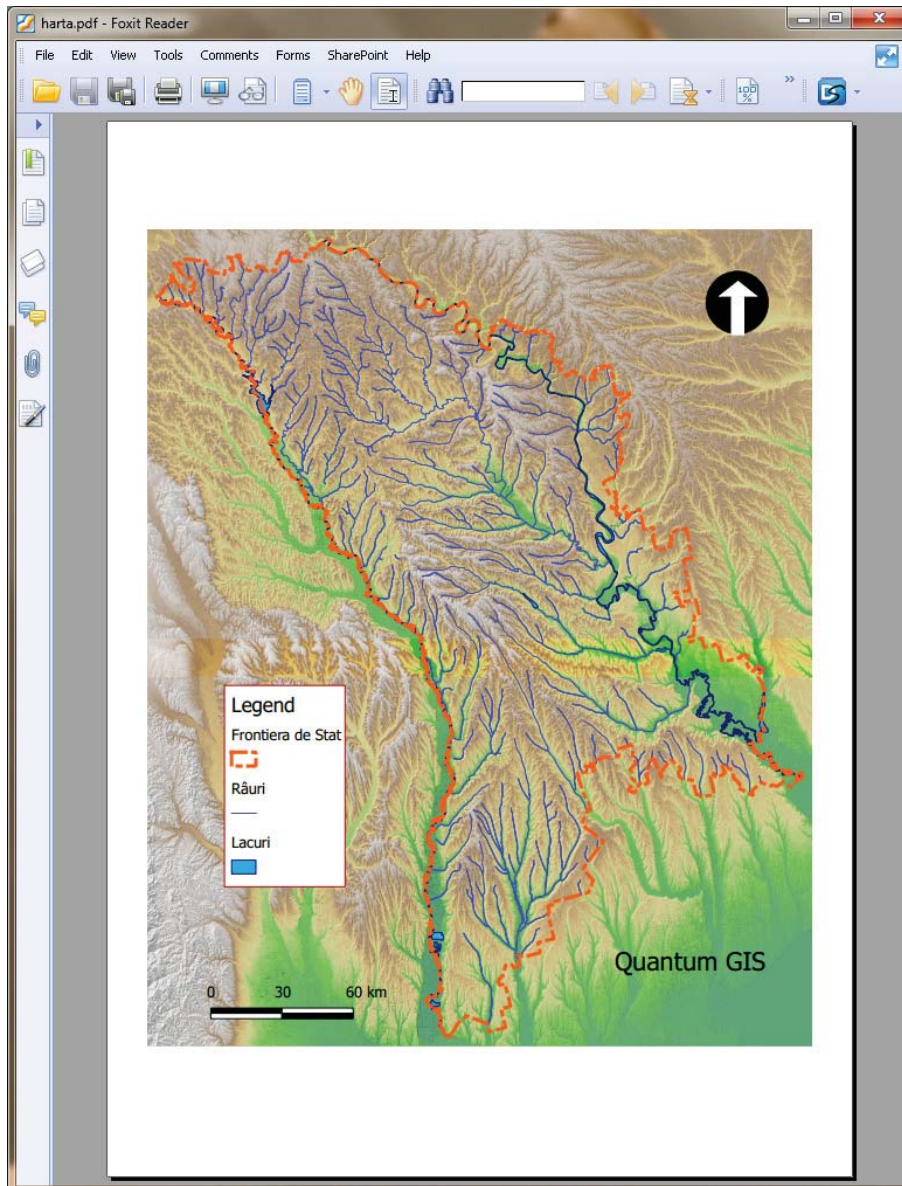 harta.pdf - Foxit Reader
File Edit View Tools Comments Forms SharePoint Help
100
%
Legend
Frontiera de Stat
Râuri
Lacuri
Quantum GIS
0 30 60 km